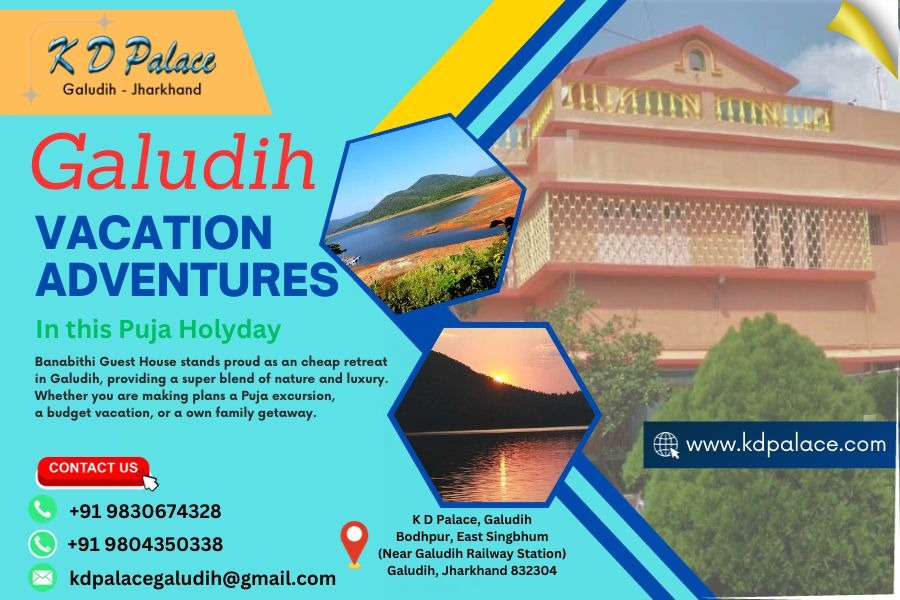 K D Palace
Galudih - Jharkhand
Galudih
VACATION
ADVENTURES
In this Puja Holyday
Banabithi Guest House stands proud as an cheap retreat
in Galudih, providing a super blend of nature and luxury.
Whether you are making plans a Puja excursion,
a budget vacation, or a own family getaway.
CONTACT US
+91 9830674328
+91 9804350338
kdpalacegaludih@gmail.com
K D Palace, Galudih
Bodhpur, East Singbhum
(Near Galudih Railway Station)
Galudih, Jharkhand 832304
www.kdpalace.com